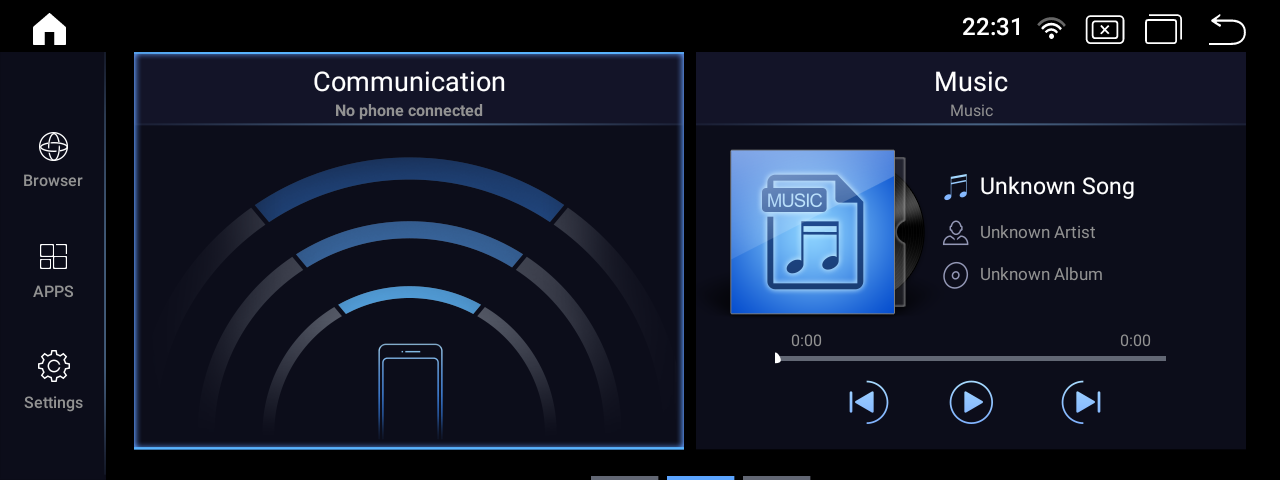 22:31
Browser
APPS
Settings
Communication
No phone connected
Music
Music
MUSIC
Unknown Song
Unknown Artist
Unknown Album
0:00 0:00